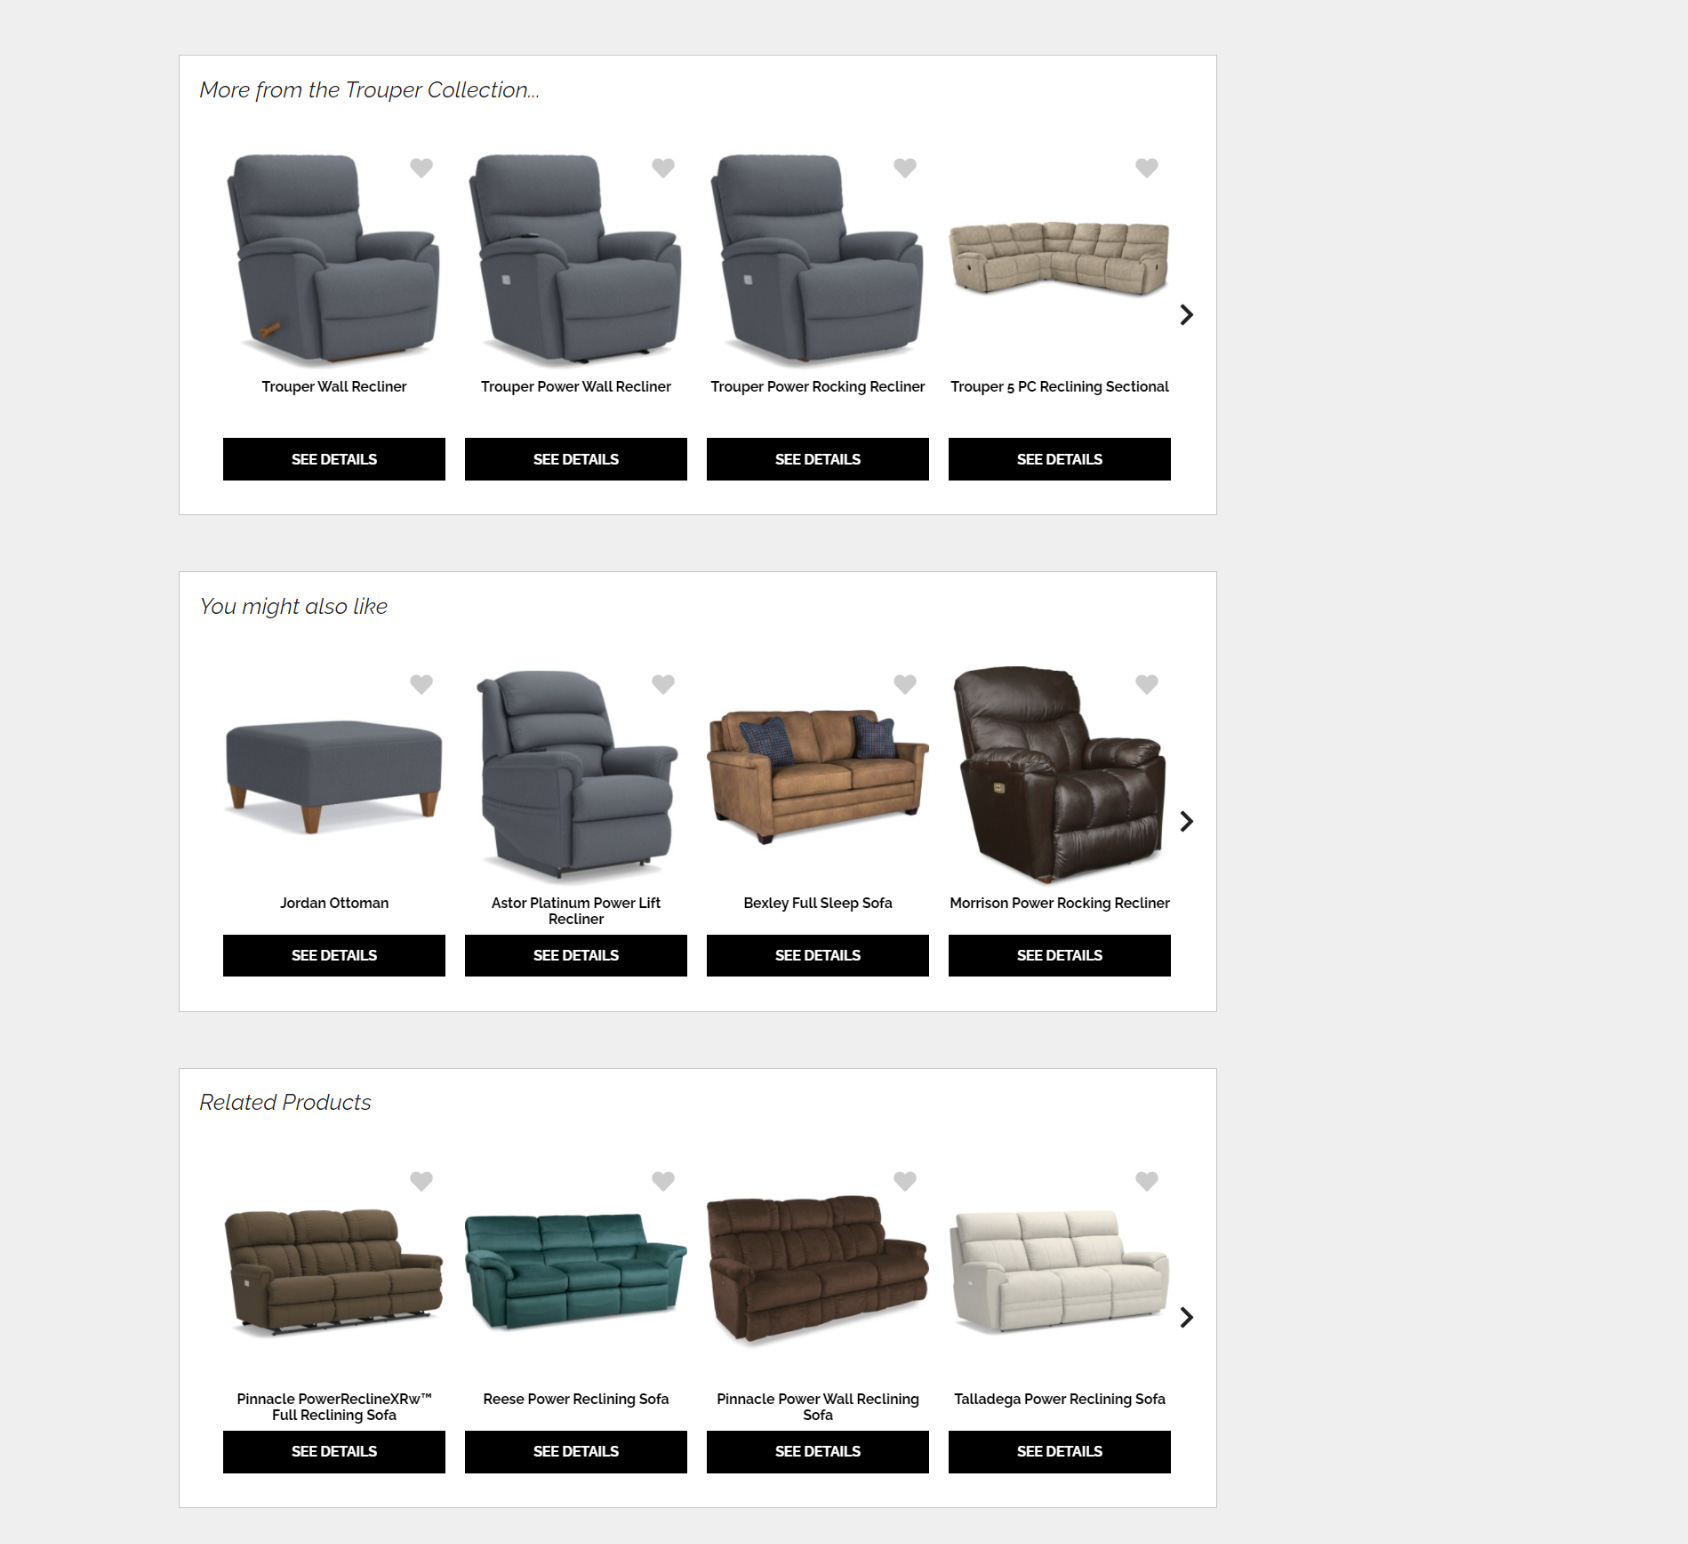 More from the Trouper Collection...
Trouper Wall Recliner
Trouper Power Wall Recliner
Trouper Power Rocking Recliner
Trouper 5 PC Reclining Sectional
SEE DETAILS
SEE DETAILS
SEE DETAILS
SEE DETAILS
You might also like
Jordan Ottoman
Astor Platinum Power Lift
Recliner
Bexley Full Sleep Sofa
Morrison Power Rocking Recliner
SEE DETAILS
SEE DETAILS
SEE DETAILS
SEE DETAILS
Related Products
Pinnacle PowerReclineXRw™
Full Reclining Sofa
Reese Power Reclining Sofa
Pinnacle Power Wall Reclining
Sofa
Talladega Power Reclining Sofa
SEE DETAILS
SEE DETAILS
SEE DETAILS
SEE DETAILS